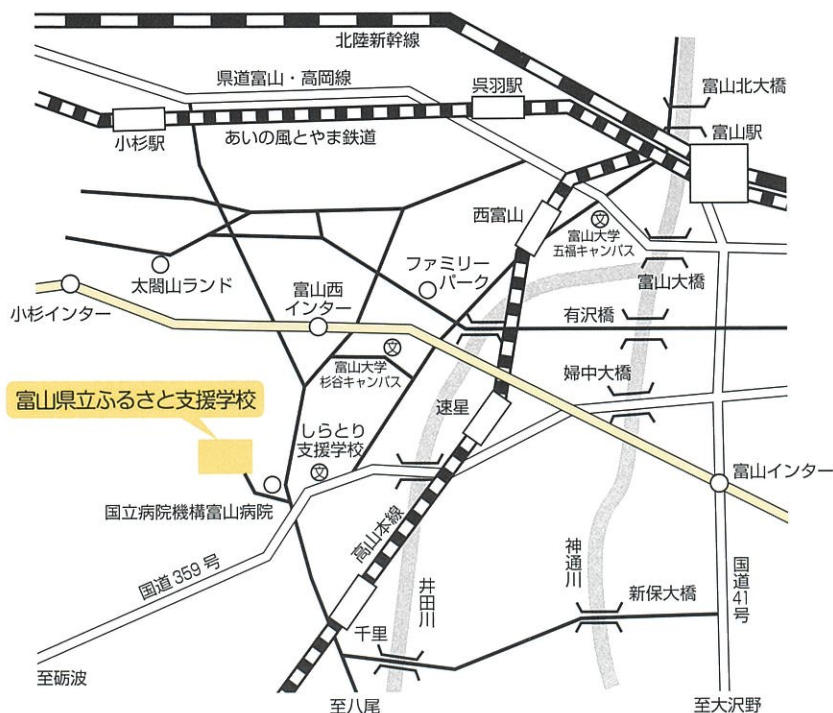 北陸新幹線
県道富山・高岡線
呉羽駅
富山北大橋
小杉駅
あいの風とやま鉄道
富山駅
西富山
文
富山大学
五福キャンパス
太閤山ランド
ファミリー
パーク
富山大橋
小杉インター
富山西
インター
有沢橋
文
富山大学
杉谷キャンパス
婦中大橋
富山県立ふるさと支援学校
速星
しらとり
支援学校
文
富山インター
国立病院機構富山病院
高山本線
国道359号
井田川
神通川
国道41号
新保大橋
千里
至砺波
至八尾
至大沢野